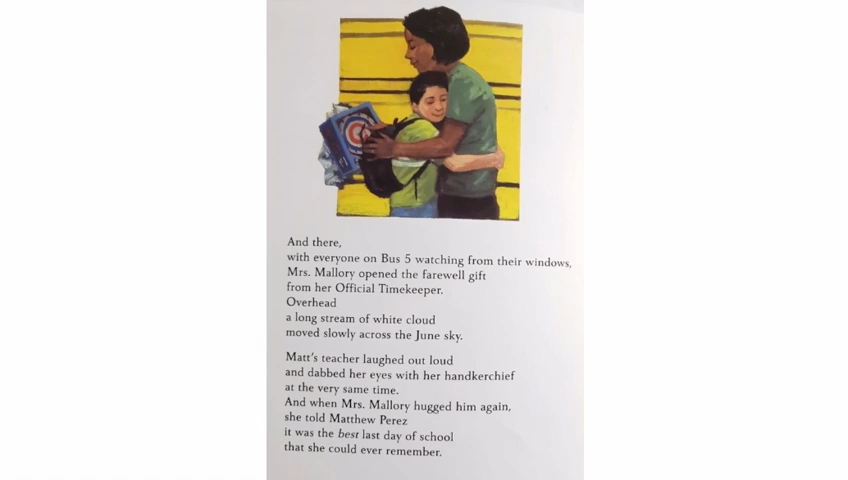 And there,
with everyone on Bus 5 watching from their windows,
Mrs. Mallory opened the farewell gift
from her Official Timekeeper.
Overhead
a long stream of white cloud
moved slowly across the June sky.
Matt's teacher laughed out loud
and dabbed her eyes with her handkerchief
at the very same time.
And when Mrs. Mallory hugged him again,
she told Matthew Perez
it was the best last day of school
that she could ever remember.